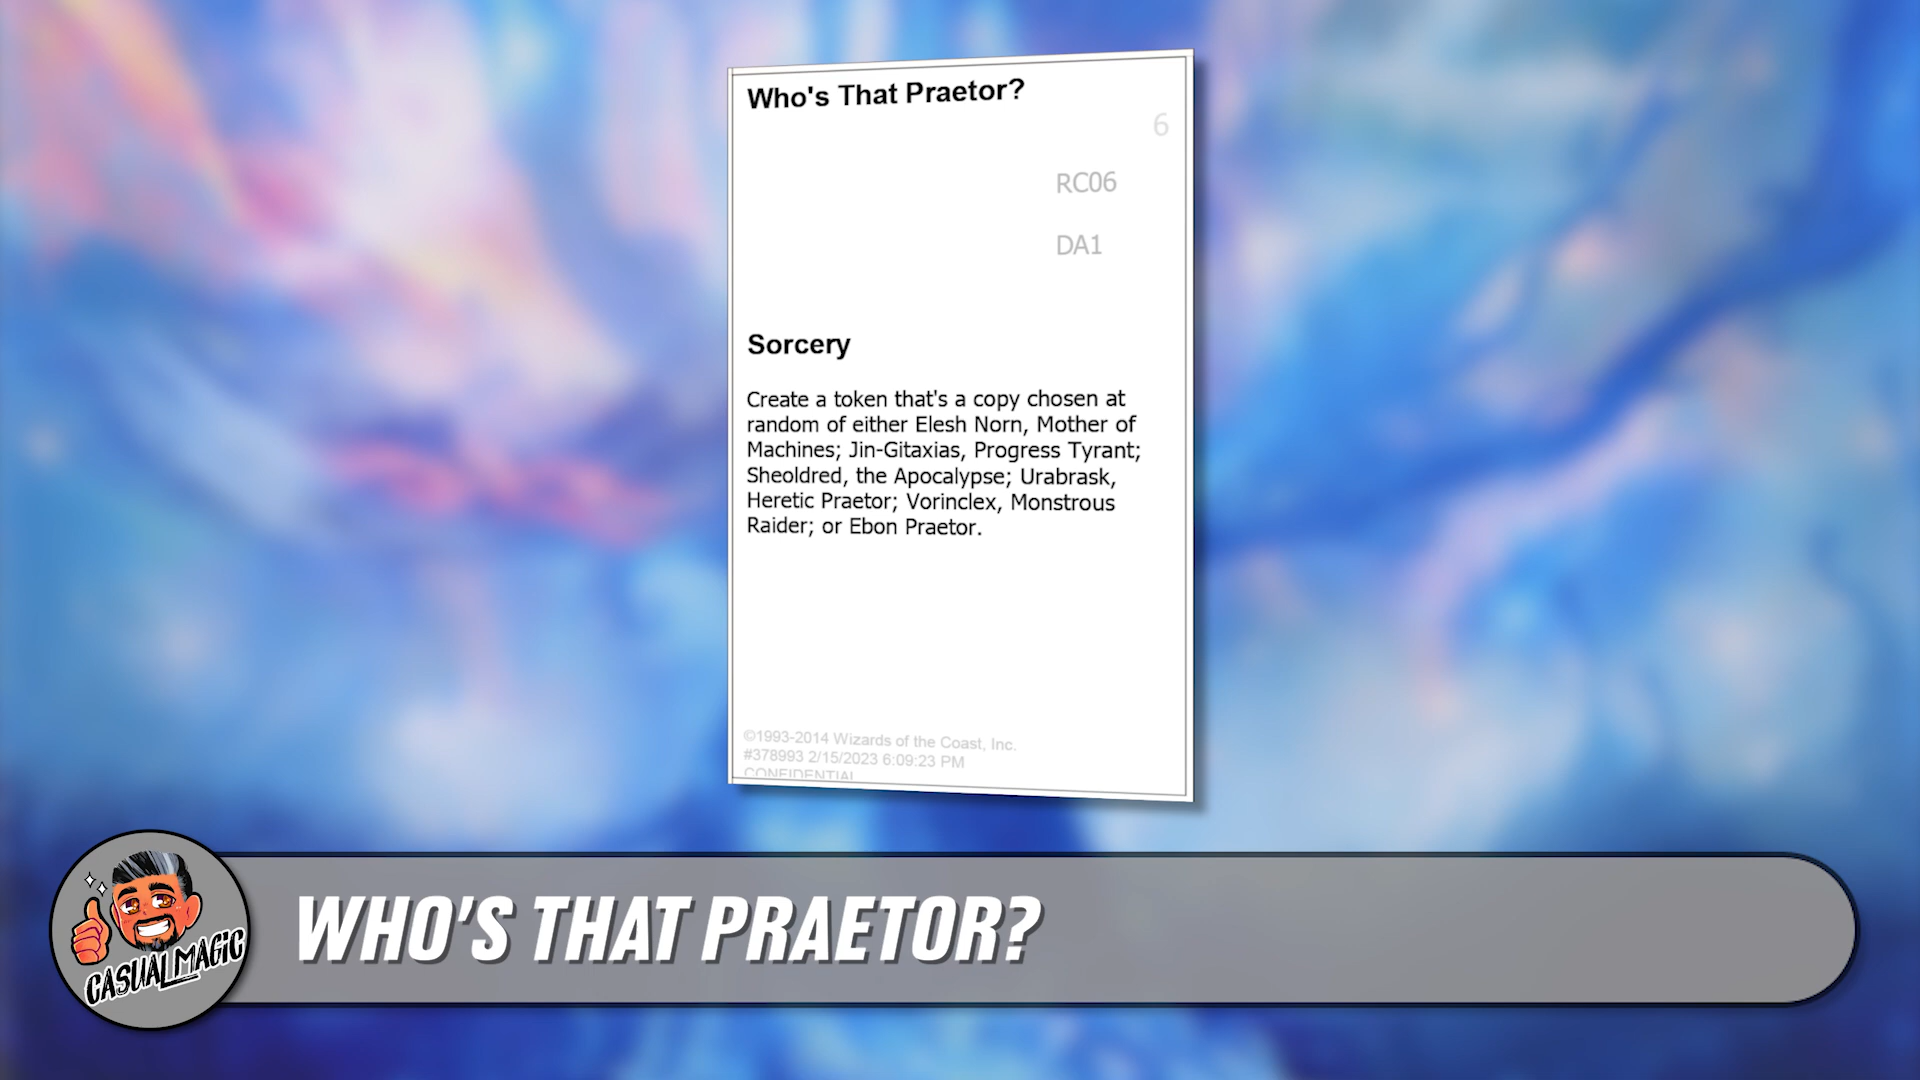 Who's That Praetor?
6
RC06
DA1
Sorcery
Create a token that's a copy chosen at
random of either Elesh Norn, Mother of
Machines; Jin-Gitaxias, Progress Tyrant;
Sheoldred, the Apocalypse; Urabrask,
Heretic Praetor; Vorinclex, Monstrous
Raider; or Ebon Praetor.
©1993-2014 Wizards of the Coast, Inc.
#378993 2/15/2023 6:09:23 PM
CONFIDENTIAL
CASUAL MAGIC
WHO'S THAT PRAETOR?